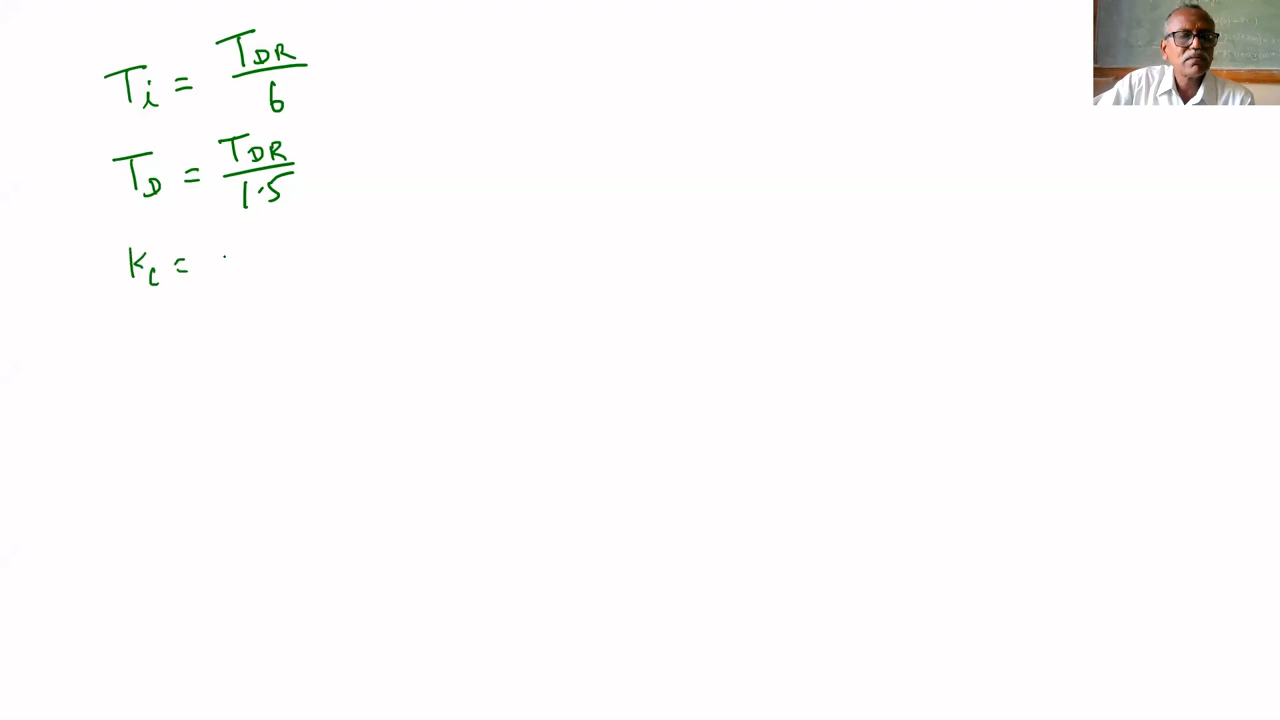 Ti = TDR / 6
TD = TDR / 1.5
Kc =